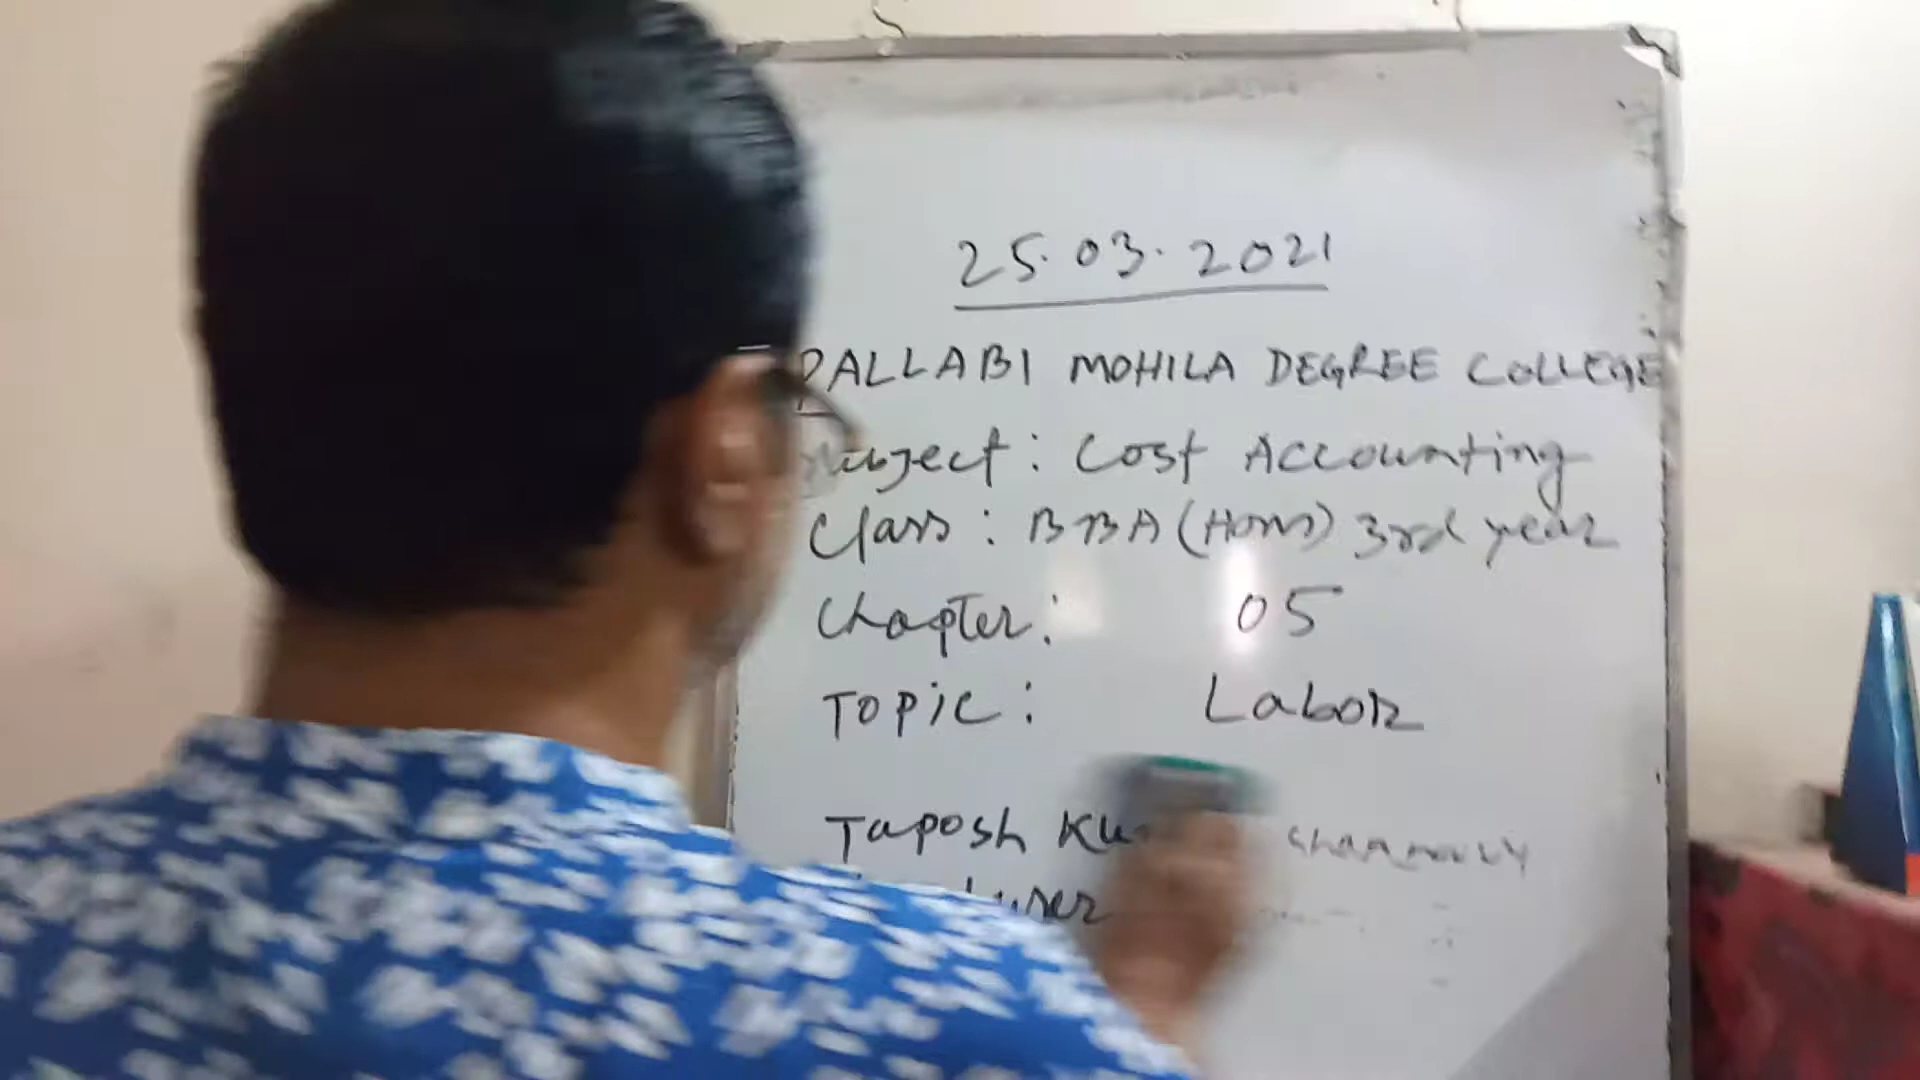 25.03.2021
PALLABI MOHILA DEGREE COLLEGE
Subject: Cost Accounting
Class: BBA (Hons) 3rd year
Chapter: 05
Topic: Labor
Taposh